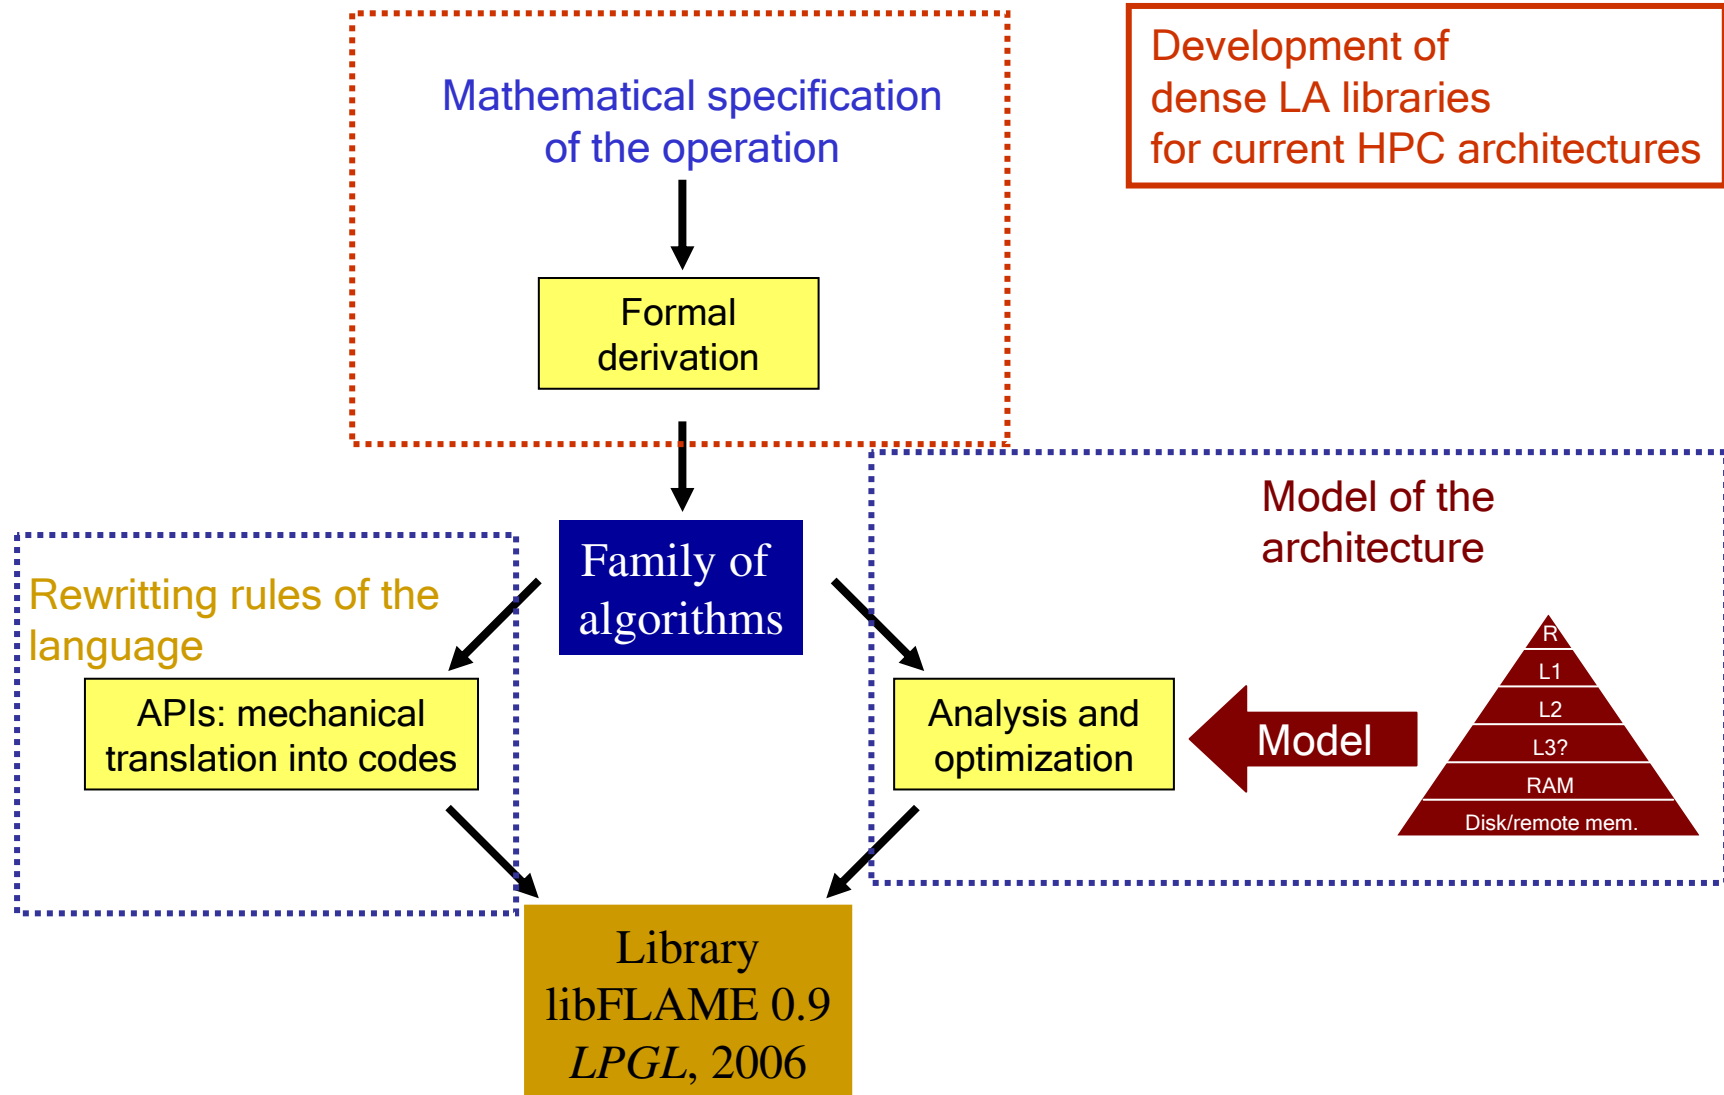 Development of
dense LA libraries
for current HPC architectures
Mathematical specification
of the operation
Formal
derivation
Family of
algorithms
Rewritting rules of the
language
APIs: mechanical
translation into codes
Model of the
architecture
Analysis and
optimization
Model
R
L1
L2
L3?
RAM
Disk/remote mem.
Library
libFLAME 0.9
LPGL, 2006